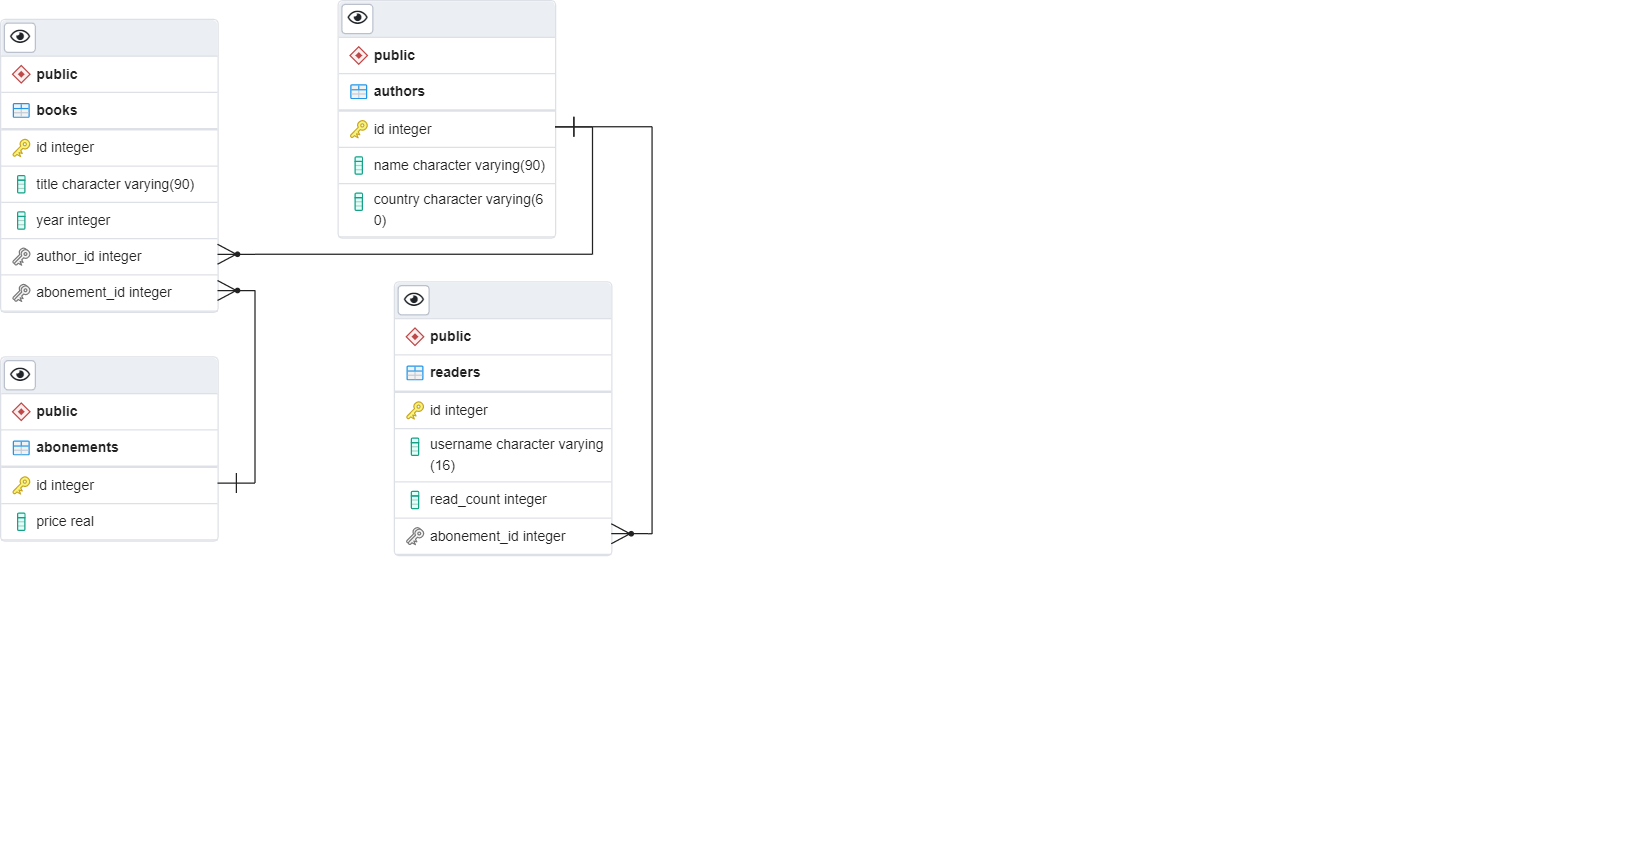 public
books
id integer
title character varying(90)
year integer
author_id integer
abonement_id integer
public
authors
id integer
name character varying(90)
country character varying(6
0)
public
abonements
id integer
price real
public
readers
id integer
username character varying
(16)
read_count integer
abonement_id integer